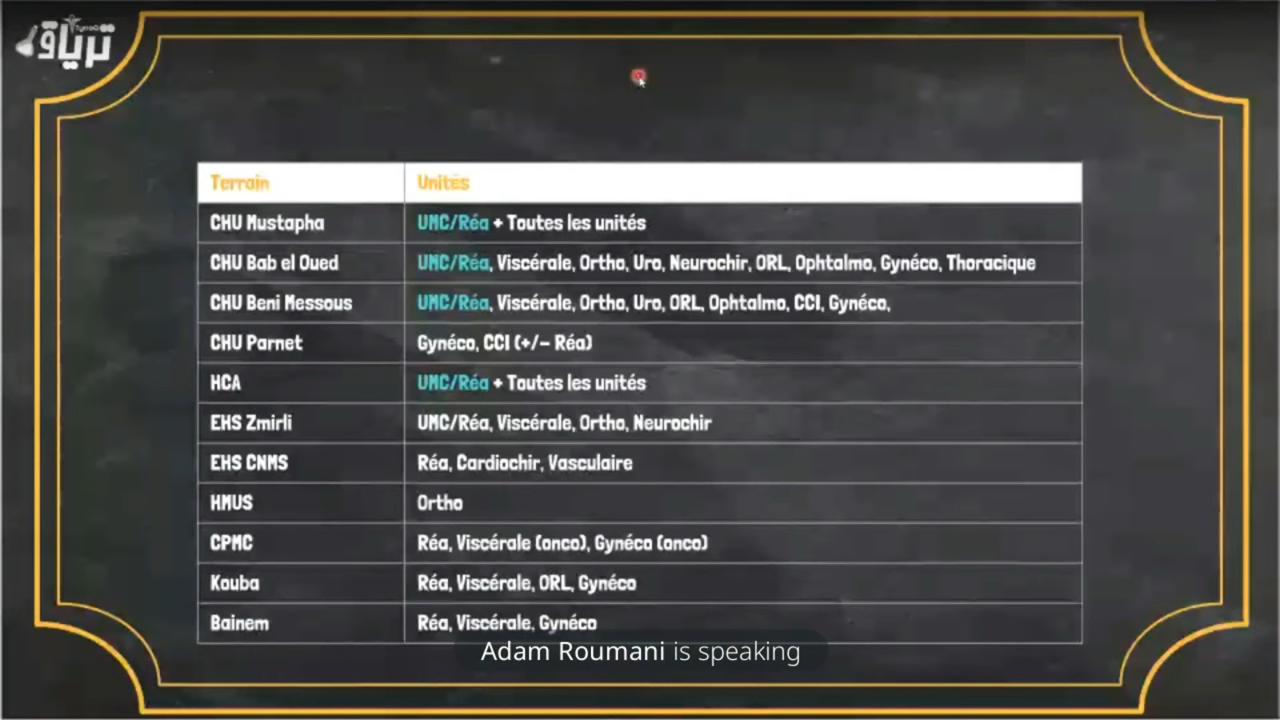 TyryaQ
ترياق
Terrain Unités
CHU Mustapha UMC/Réa + Toutes les unités
CHU Bab el Oued UMC/Réa, Viscérale, Ortho, Uro, Neurochir, ORL, Ophtalmo, Gynéco, Thoracique
CHU Beni Messous UMC/Réa, Viscérale, Ortho, Uro, ORL, Ophtalmo, CCI, Gynéco,
CHU Parnet Gynéco, CCI (+/- Réa)
HCA UMC/Réa + Toutes les unités
EHS Zmirli UMC/Réa, Viscérale, Ortho, Neurochir
EHS CNMS Réa, Cardiochir, Vasculaire
HMUS Ortho
CPMC Réa, Viscérale (onco), Gynéco (onco)
Kouba Réa, Viscérale, ORL, Gynéco
Bainem Réa, Viscérale, Gynéco
Adam Roumani is speaking